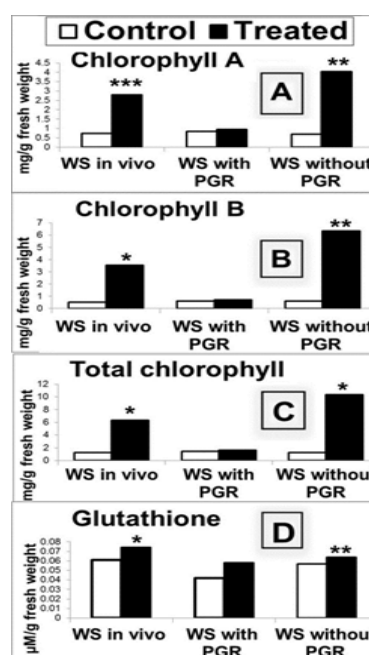 Control Treated
Chlorophyll A
mg/g fresh weight
4.5
4
3.5
3
2.5
2
1.5
1
0.5
0
***
A
**
WS in vivo WS with PGR WS without PGR
Chlorophyll B
mg/g fresh weight
7
6
5
4
3
2
1
0
*
B
**
WS in vivo WS with PGR WS without PGR
Total chlorophyll
mg/g fresh weight
12
10
8
6
4
2
0
*
C
*
WS in vivo WS with PGR WS without PGR
Glutathione
µM/g fresh weight
0.08
0.07
0.06
0.05
0.04
0.03
0.02
0.01
0
*
D
**
WS in vivo WS with PGR WS without PGR